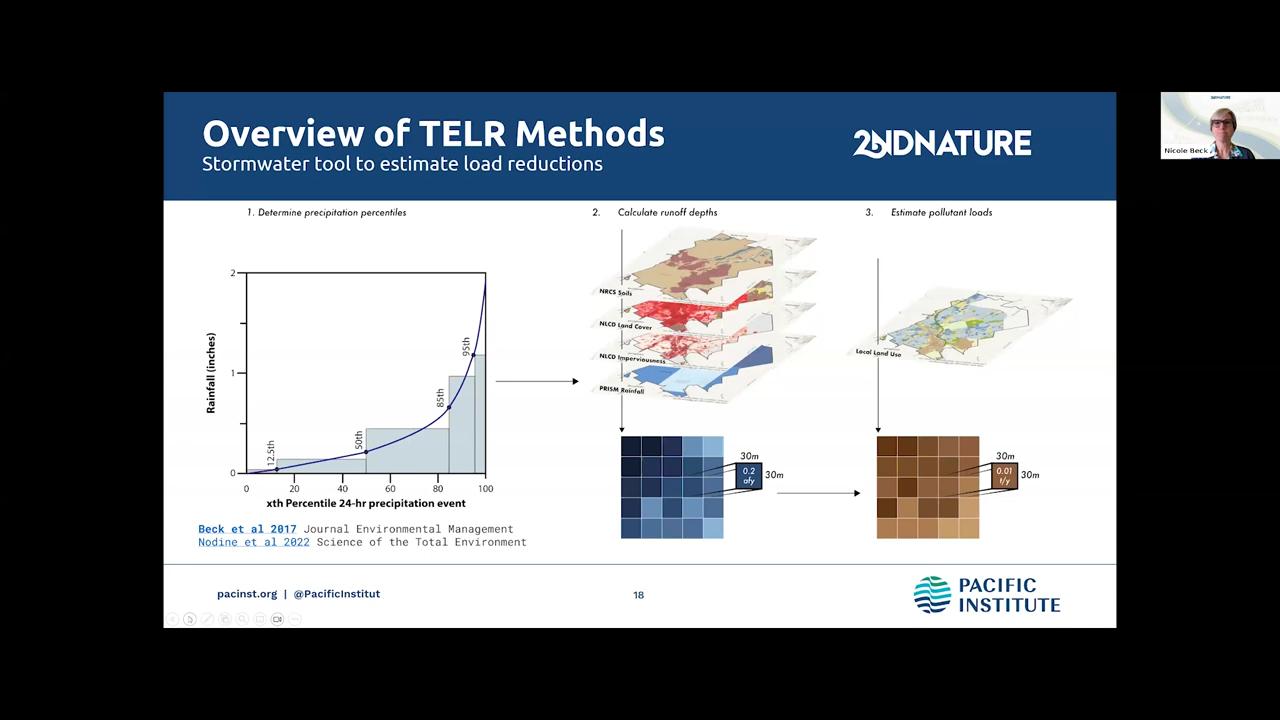 Overview of TELR Methods
Stormwater tool to estimate load reductions
2NDNATURE
Nicole Beck
1. Determine precipitation percentiles
2. Calculate runoff depths
3. Estimate pollutant loads
2
1
0
Rainfall (inches)
12.5th
50th
85th
95th
0 20 40 60 80 100
xth Percentile 24-hr precipitation event
NRCS Soils
NLCD Land Cover
NLCD Imperviousness
PRISM Rainfall
Local Land Use
30m
0.2
afy
30m
30m
0.01
t/y
30m
Beck et al 2017 Journal Environmental Management
Nodine et al 2022 Science of the Total Environment
pacinst.org | @PacificInstitut
18
PACIFIC
INSTITUTE